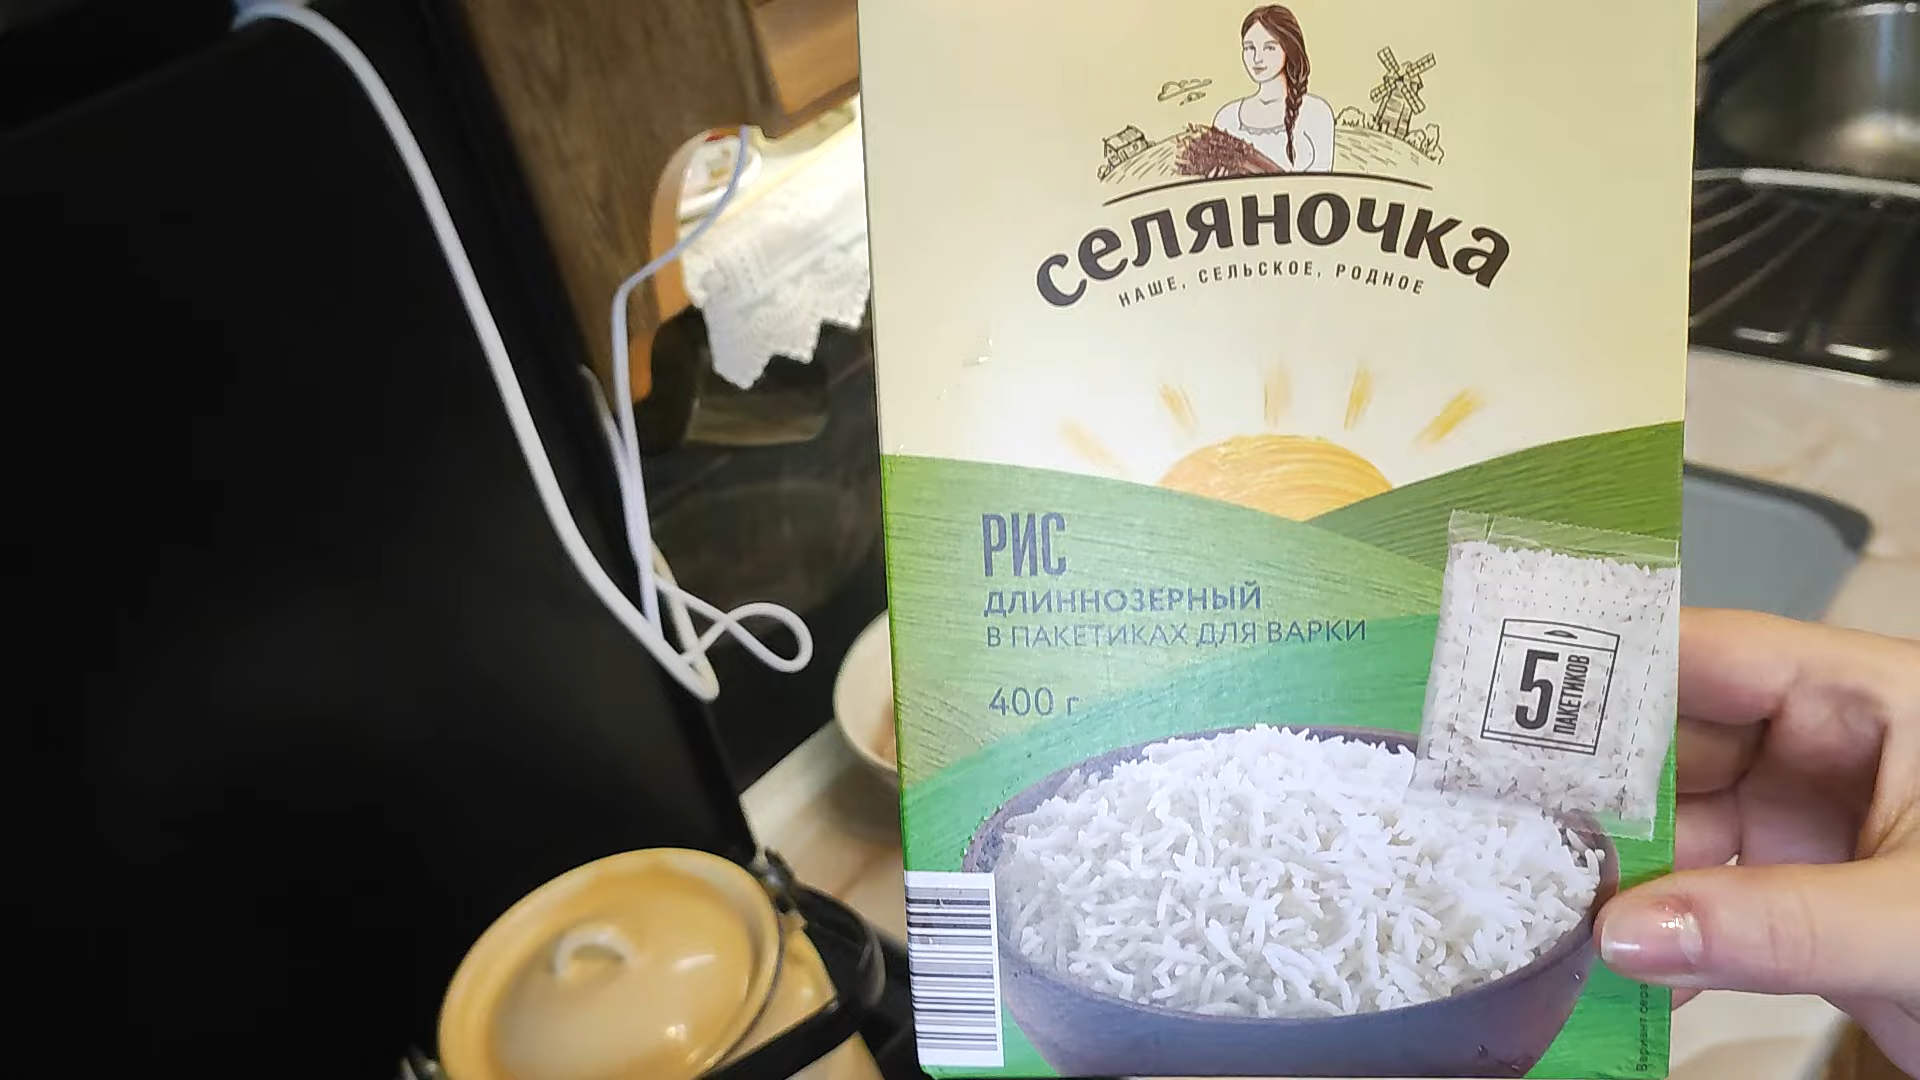 селяночка
НАШЕ, СЕЛЬСКОЕ, РОДНОЕ
РИС
ДЛИННОЗЕРНЫЙ
В ПАКЕТИКАХ ДЛЯ ВАРКИ
400 г
5
ПАКЕТИКОВ